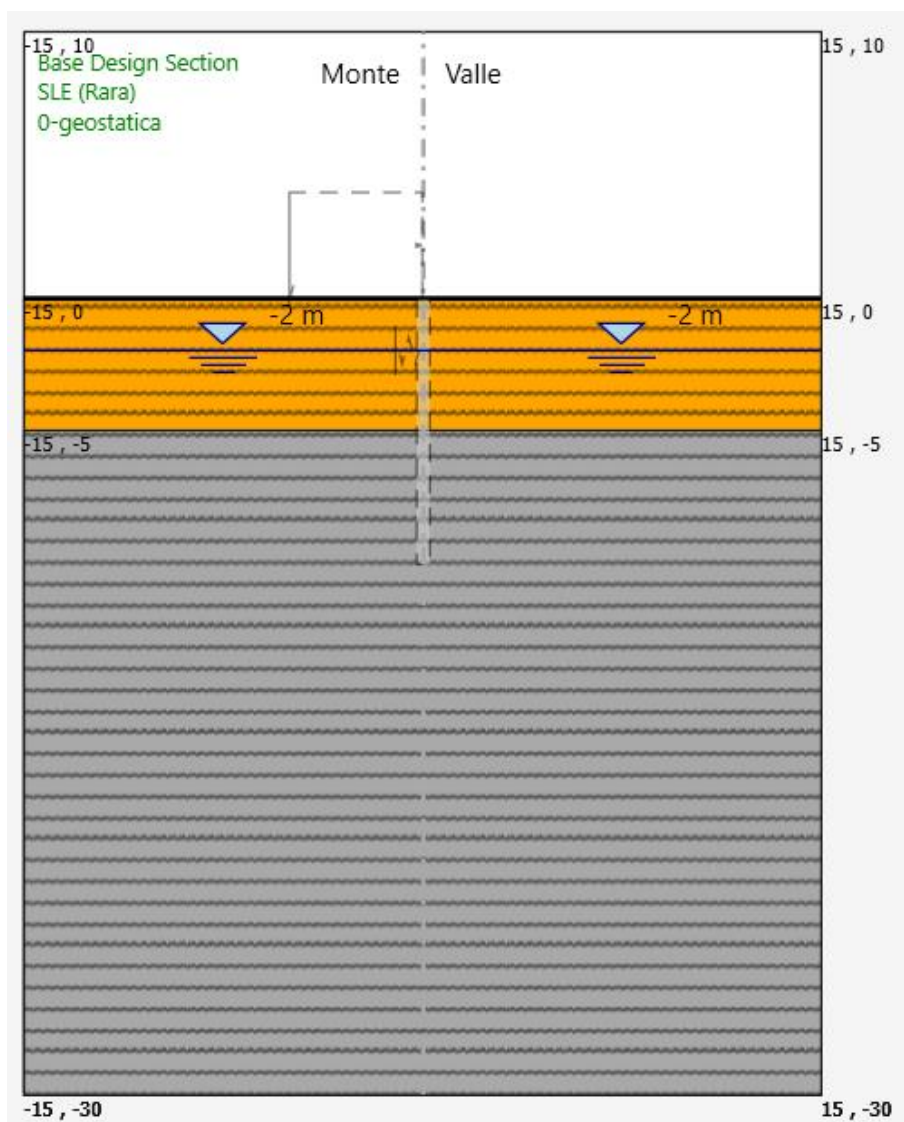 -15 , 10
15 , 10
Base Design Section
Monte
Valle
SLE (Rara)
0-geostatica
-15 , 0
-2 m
-2 m
15 , 0
-15 , -5
15 , -5
-15 , -30
15 , -30